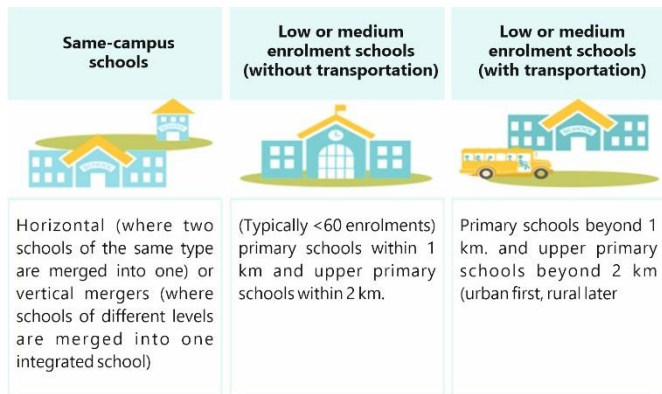 Same-campus
schools
Low or medium
enrolment schools
(without transportation)
Low or medium
enrolment schools
(with transportation)
SCHOOL
SCHOOL
SCHOOL
Horizontal (where two
schools of the same type
are merged into one) or
vertical mergers (where
schools of different levels
are merged into one
integrated school)
(Typically <60 enrolments)
primary schools within 1
km and upper primary
schools within 2 km.
Primary schools beyond 1
km. and upper primary
schools beyond 2 km
(urban first, rural later